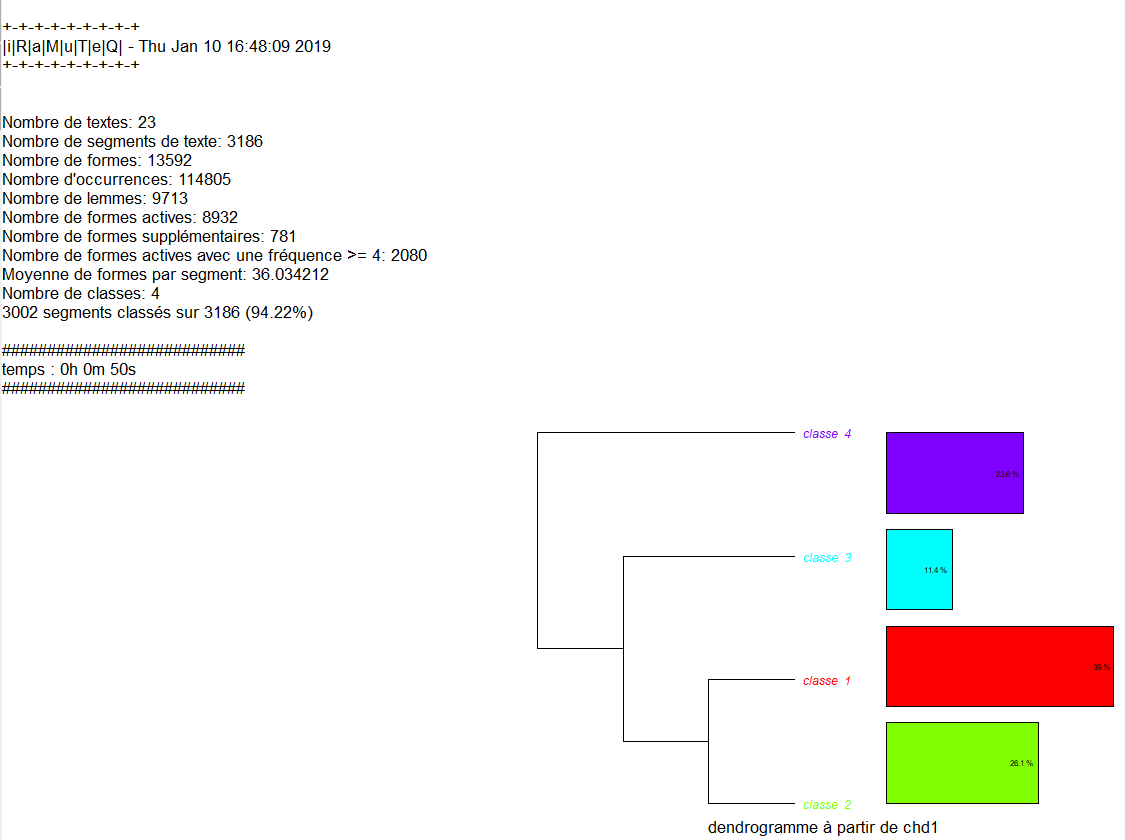 +-+-+-+-+-+-+-+-+-+
|i|R|a|M|u|T|e|Q| - Thu Jan 10 16:48:09 2019
+-+-+-+-+-+-+-+-+-+
Nombre de textes: 23
Nombre de segments de texte: 3186
Nombre de formes: 13592
Nombre d'occurrences: 114805
Nombre de lemmes: 9713
Nombre de formes actives: 8932
Nombre de formes supplémentaires: 781
Nombre de formes actives avec une fréquence >= 4: 2080
Moyenne de formes par segment: 36.034212
Nombre de classes: 4
3002 segments classés sur 3186 (94.22%)
###########################
temps : 0h 0m 50s
###########################
classe 4
23.6 %
classe 3
11.4 %
classe 1
39 %
classe 2
26.1 %
dendrogramme à partir de chd1